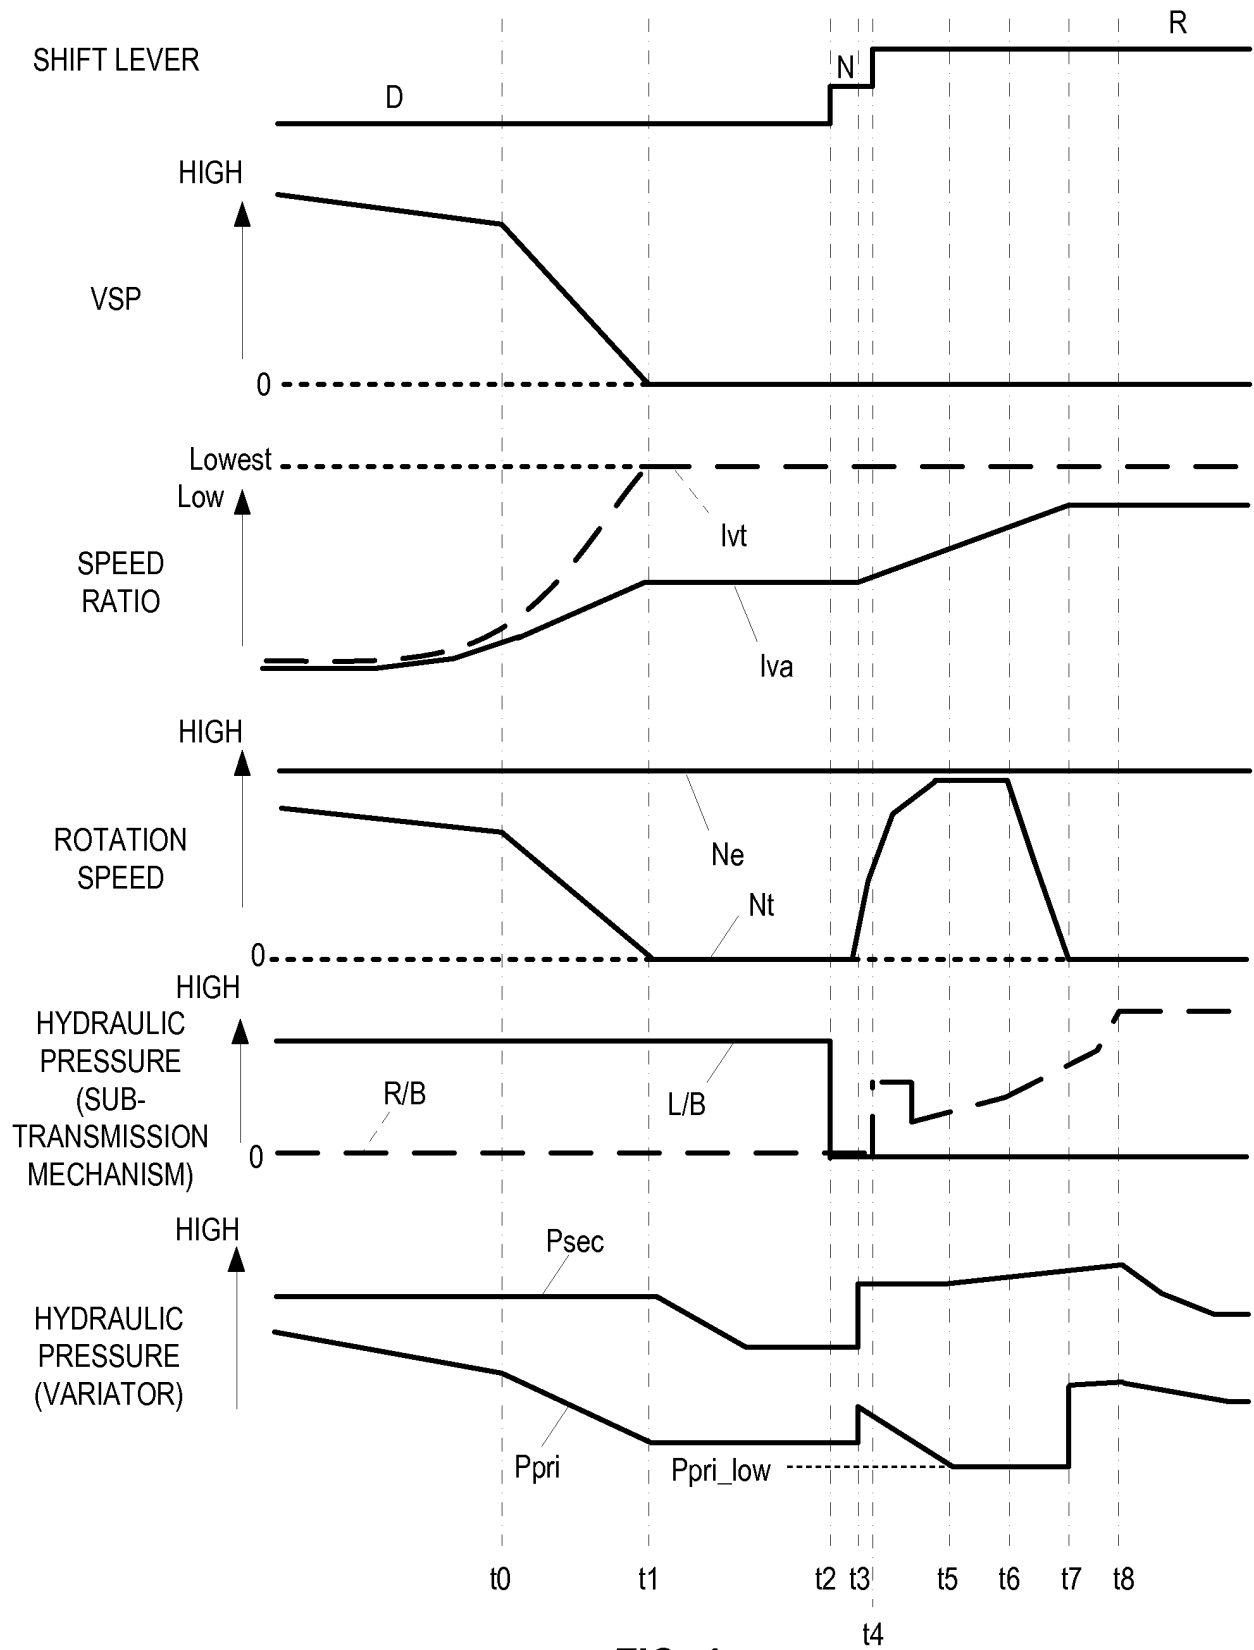 R
SHIFT LEVER
N
D
HIGH
VSP
0
Lowest
Low
Ivt
SPEED
RATIO
Iva
HIGH
ROTATION
SPEED
Ne
Nt
0
HIGH
HYDRAULIC
PRESSURE
(SUB-
TRANSMISSION
MECHANISM)
R/B
L/B
0
HIGH
Psec
HYDRAULIC
PRESSURE
(VARIATOR)
Ppri
Ppri_low
t0 t1 t2 t3 t5 t6 t7 t8
t4